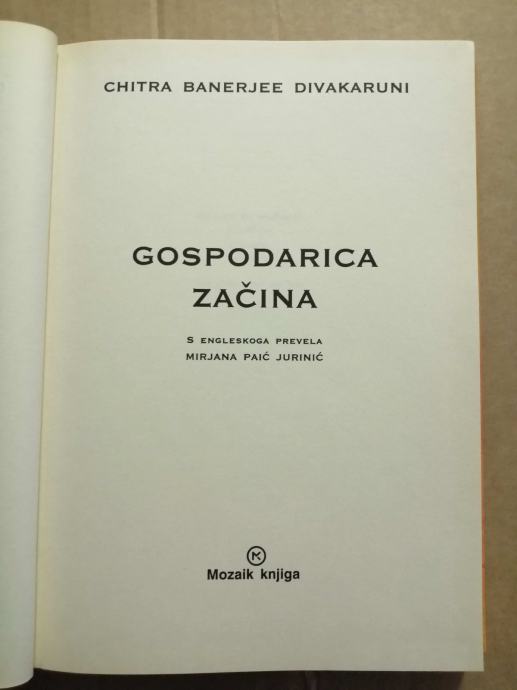 CHITRA BANERJEE DIVAKARUNI
GOSPODARICA
ZAČINA
S ENGLESKOGA PREVELA
MIRJANA PAIĆ JURINIĆ
Mozaik knjiga